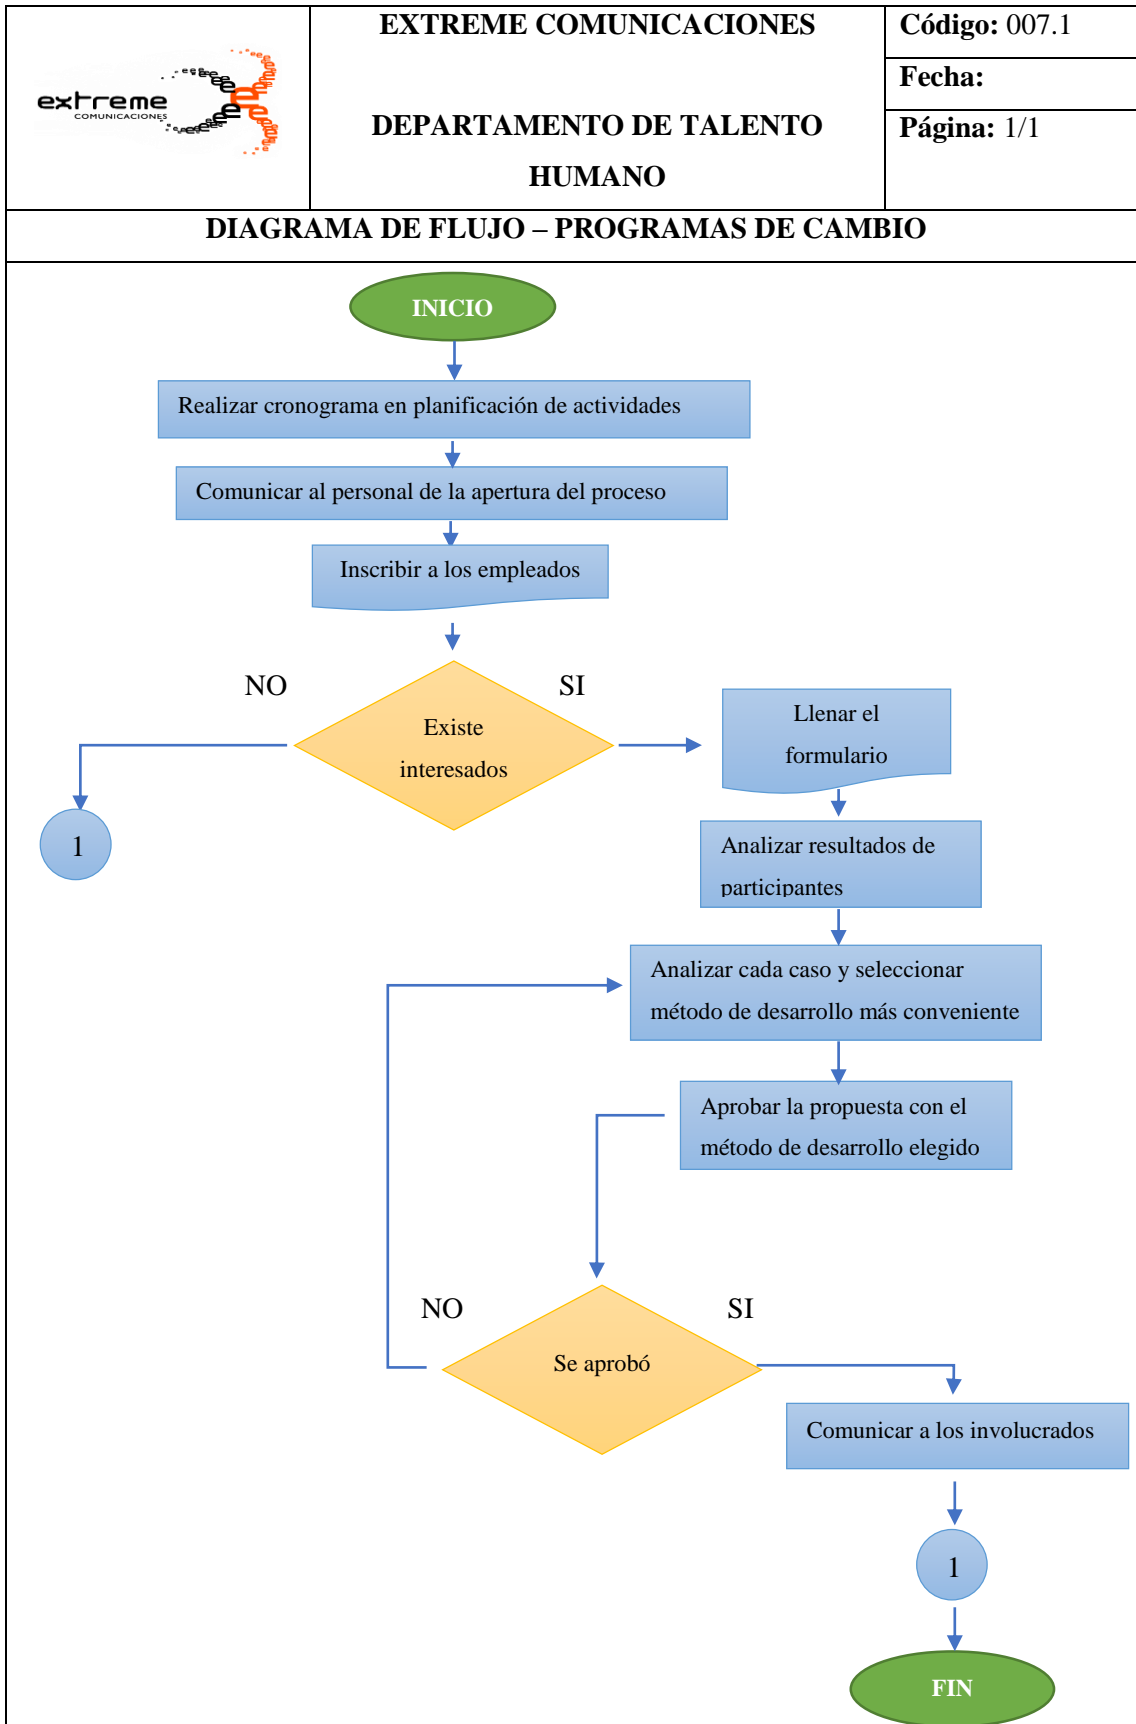 extreme
COMUNICACIONES
EXTREME COMUNICACIONES
DEPARTAMENTO DE TALENTO
HUMANO
Código: 007.1
Fecha:
Página: 1/1
DIAGRAMA DE FLUJO – PROGRAMAS DE CAMBIO
INICIO
Realizar cronograma en planificación de actividades
Comunicar al personal de la apertura del proceso
Inscribir a los empleados
NO
SI
Existe
interesados
Llenar el
formulario
1
Analizar resultados de
participantes
Analizar cada caso y seleccionar
método de desarrollo más conveniente
Aprobar la propuesta con el
método de desarrollo elegido
NO
SI
Se aprobó
Comunicar a los involucrados
1
FIN